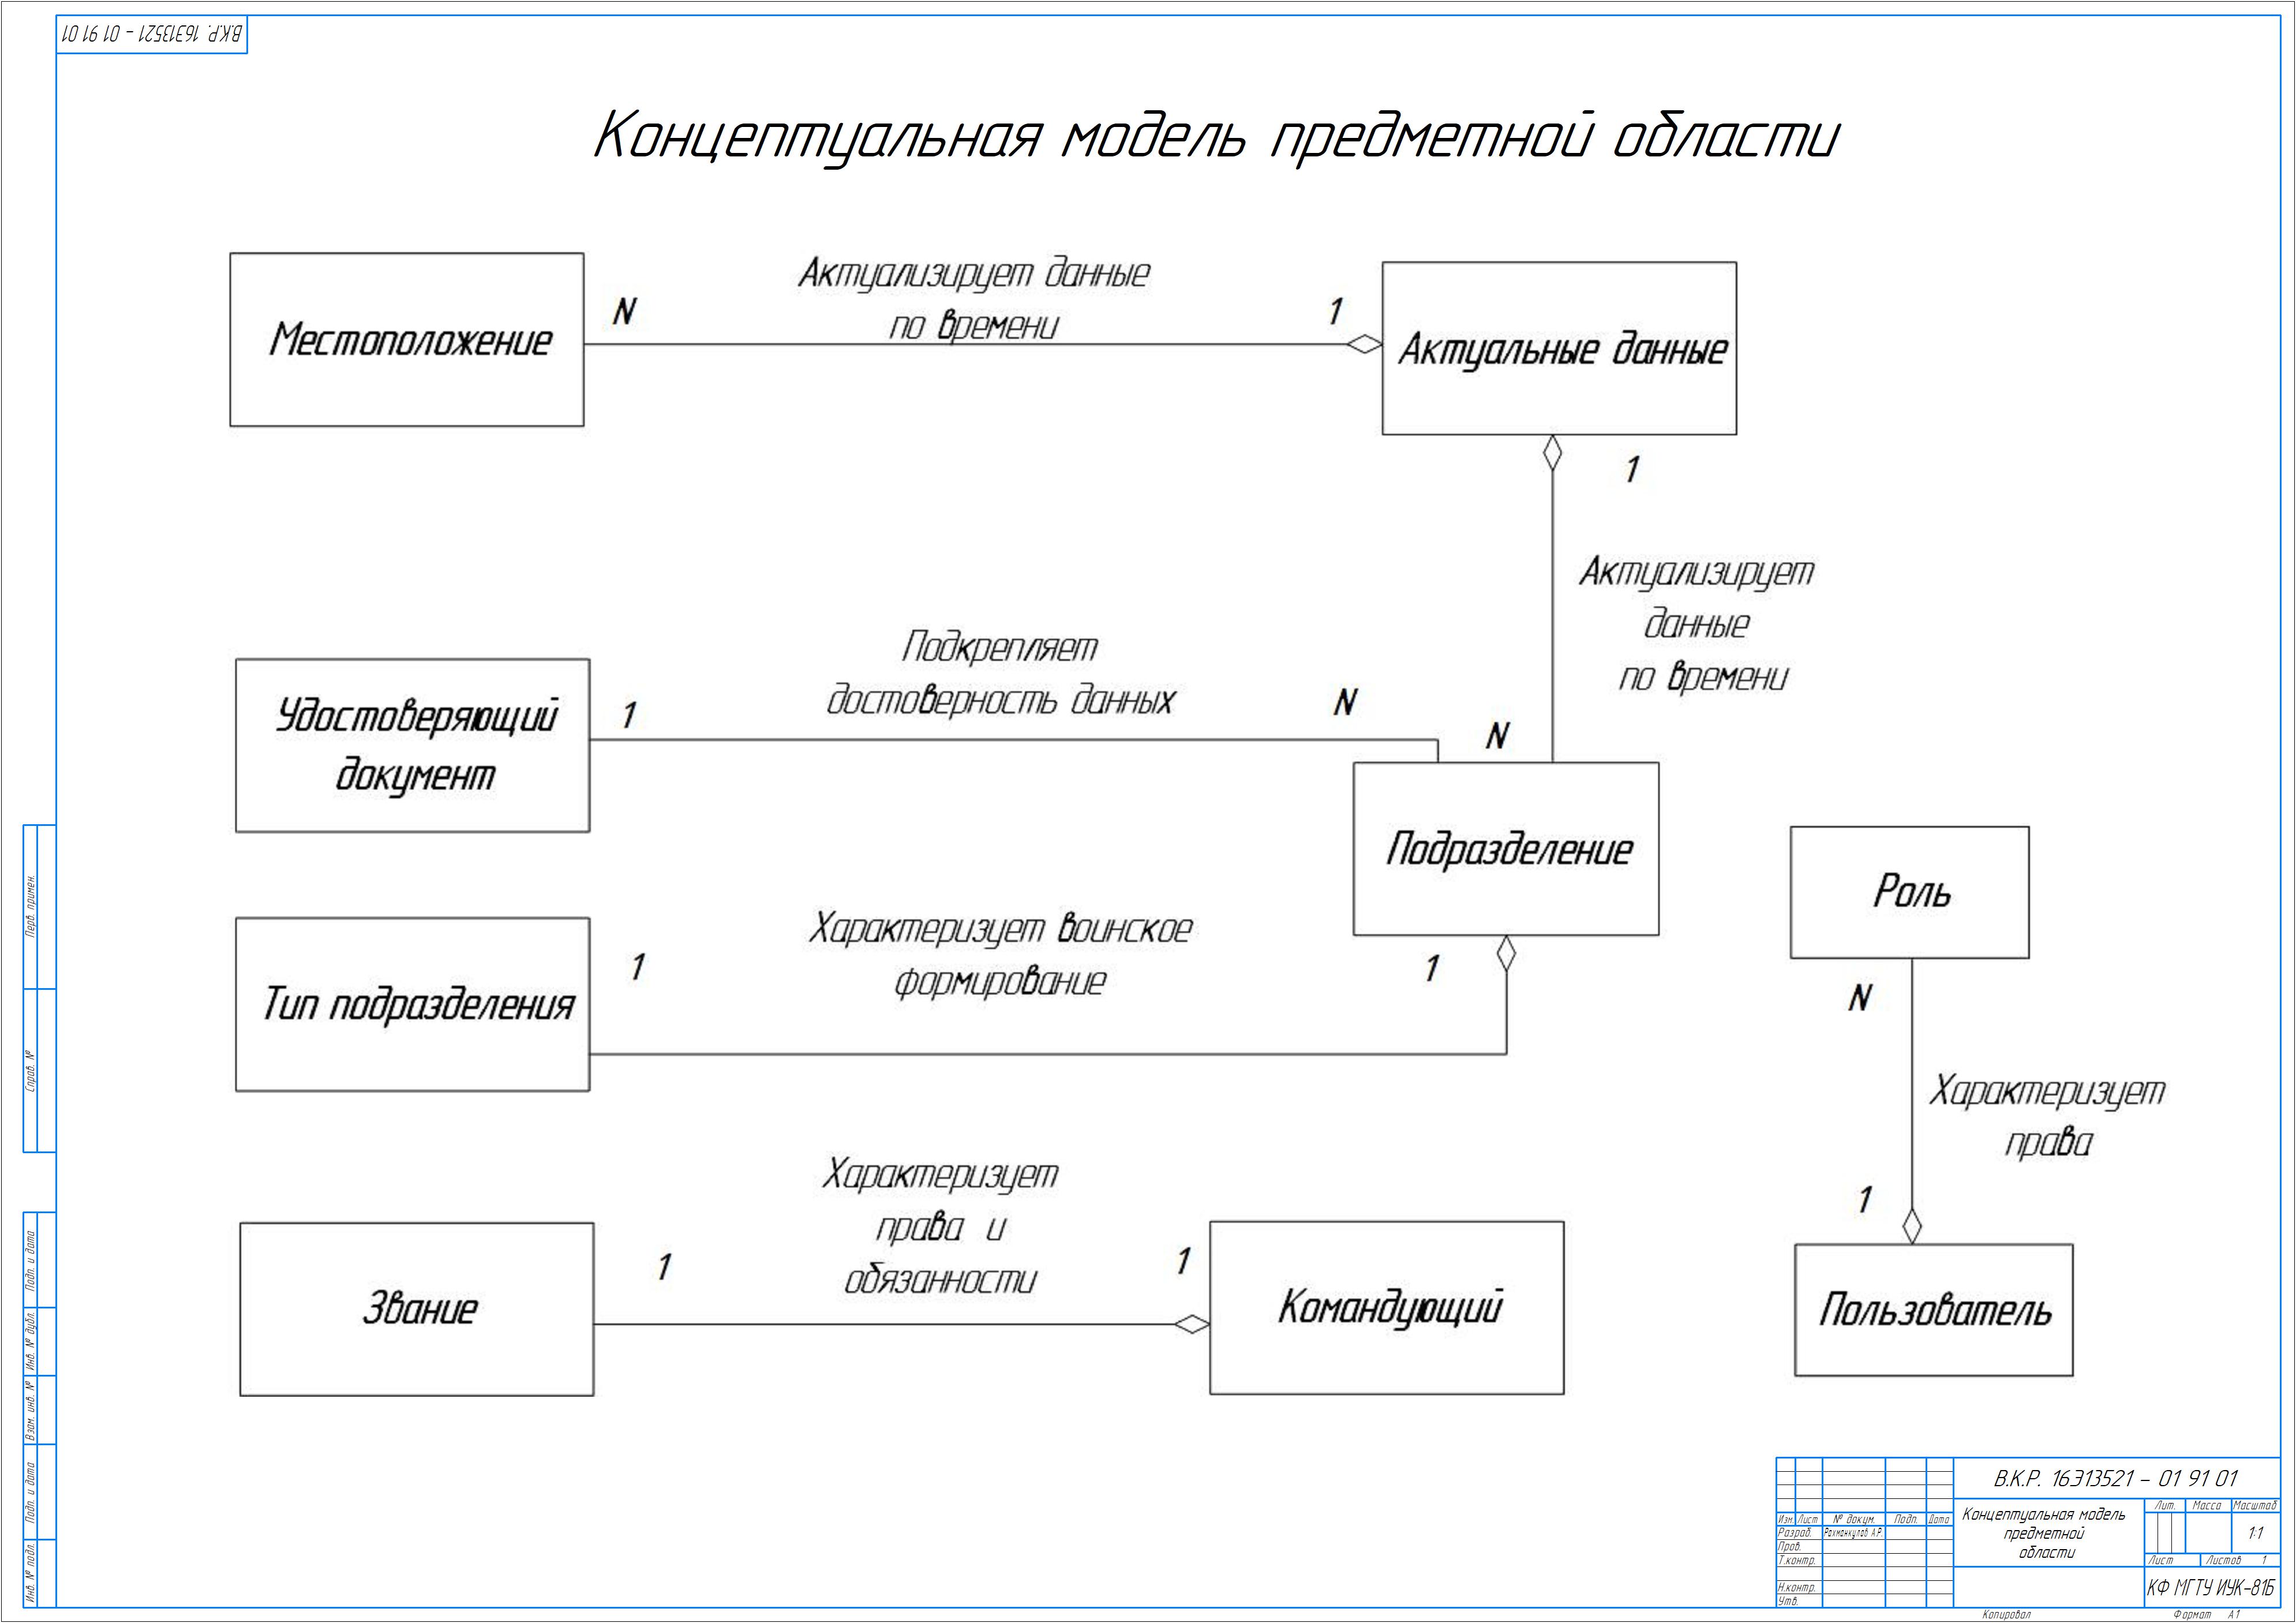 В.К.Р. 16Э13521 - 01 91 01
Концептуальная модель предметной области
Местоположение
N
Актуализирует данные
по времени
1
Актуальные данные
1
Актуализирует
данные
по времени
N
Удостоверяющий
документ
1
Подкрепляет
достоверность данных
N
Подразделение
Тип подразделения
1
Характеризует воинское
формирование
1
Роль
N
Характеризует
права
1
Пользователь
Звание
1
Характеризует
права и
обязанности
1
Командующий
Перв. примен.
Справ. №
Подп. и дата
Инв. № дубл.
Взам. инв. №
Подп. и дата
Инв. № подл.
В.К.Р. 16Э13521 – 01 91 01
Изм. Лист № докум. Подп. Дата
Разраб. Рахманкулов А.Р.
Пров.
Т.контр.
Н.контр.
Утв.
Концептуальная модель
предметной
области
Лит. Масса Масштаб
1:1
Лист Листов 1
КФ МГТУ ИУК-81Б
Копировал Формат А1